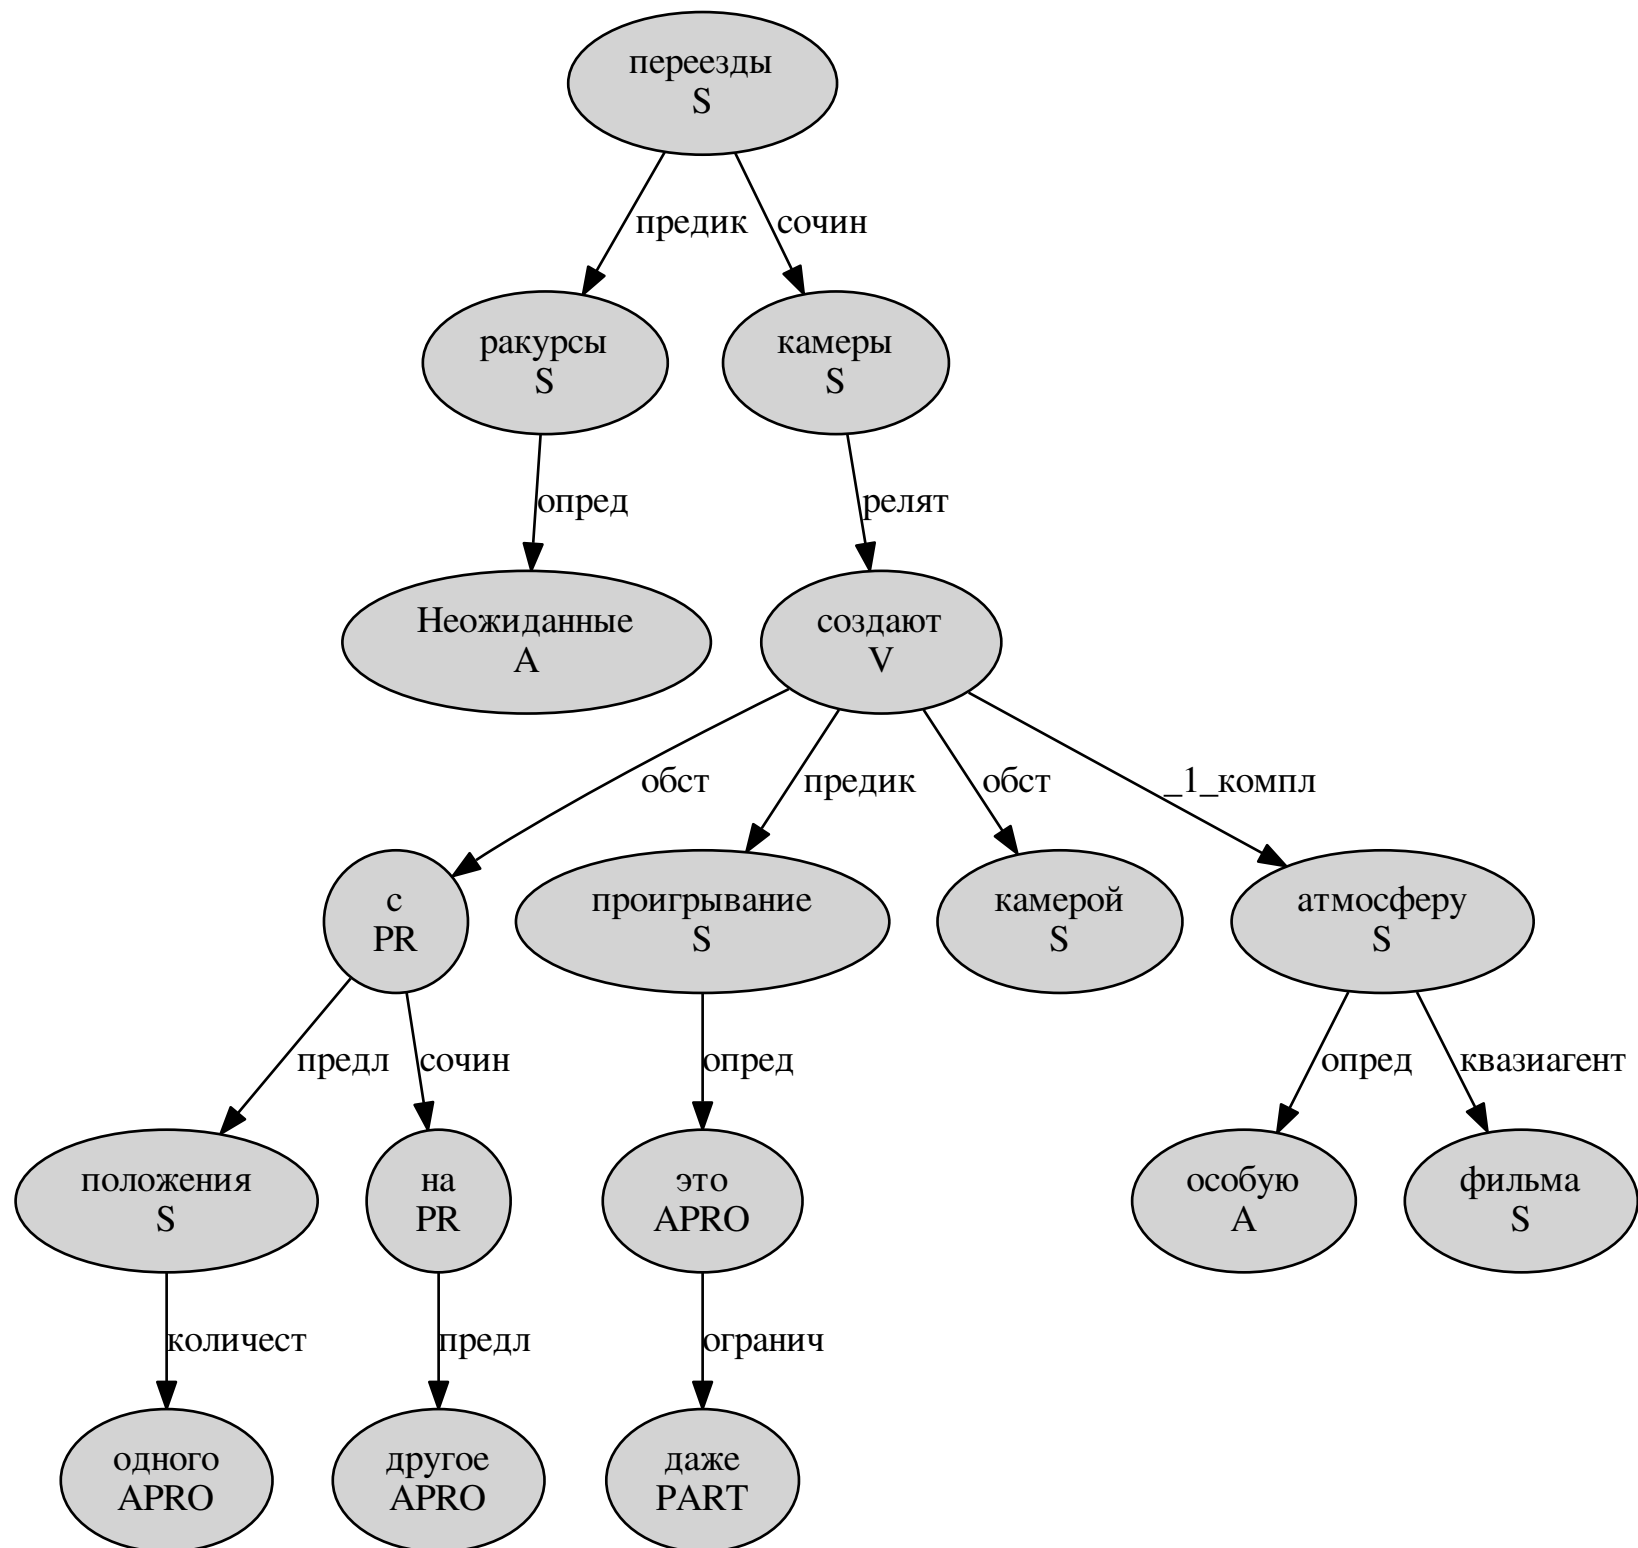 переезды
S
предик
сочин
ракурсы
S
камеры
S
опред
релят
Неожиданные
A
создают
V
обст
предик
обст
_1_компл
с
PR
проигрывание
S
камерой
S
атмосферу
S
предл
сочин
опред
опред
квазиагент
положения
S
на
PR
это
APRO
особую
A
фильма
S
количест
предл
огранич
одного
APRO
другое
APRO
даже
PART